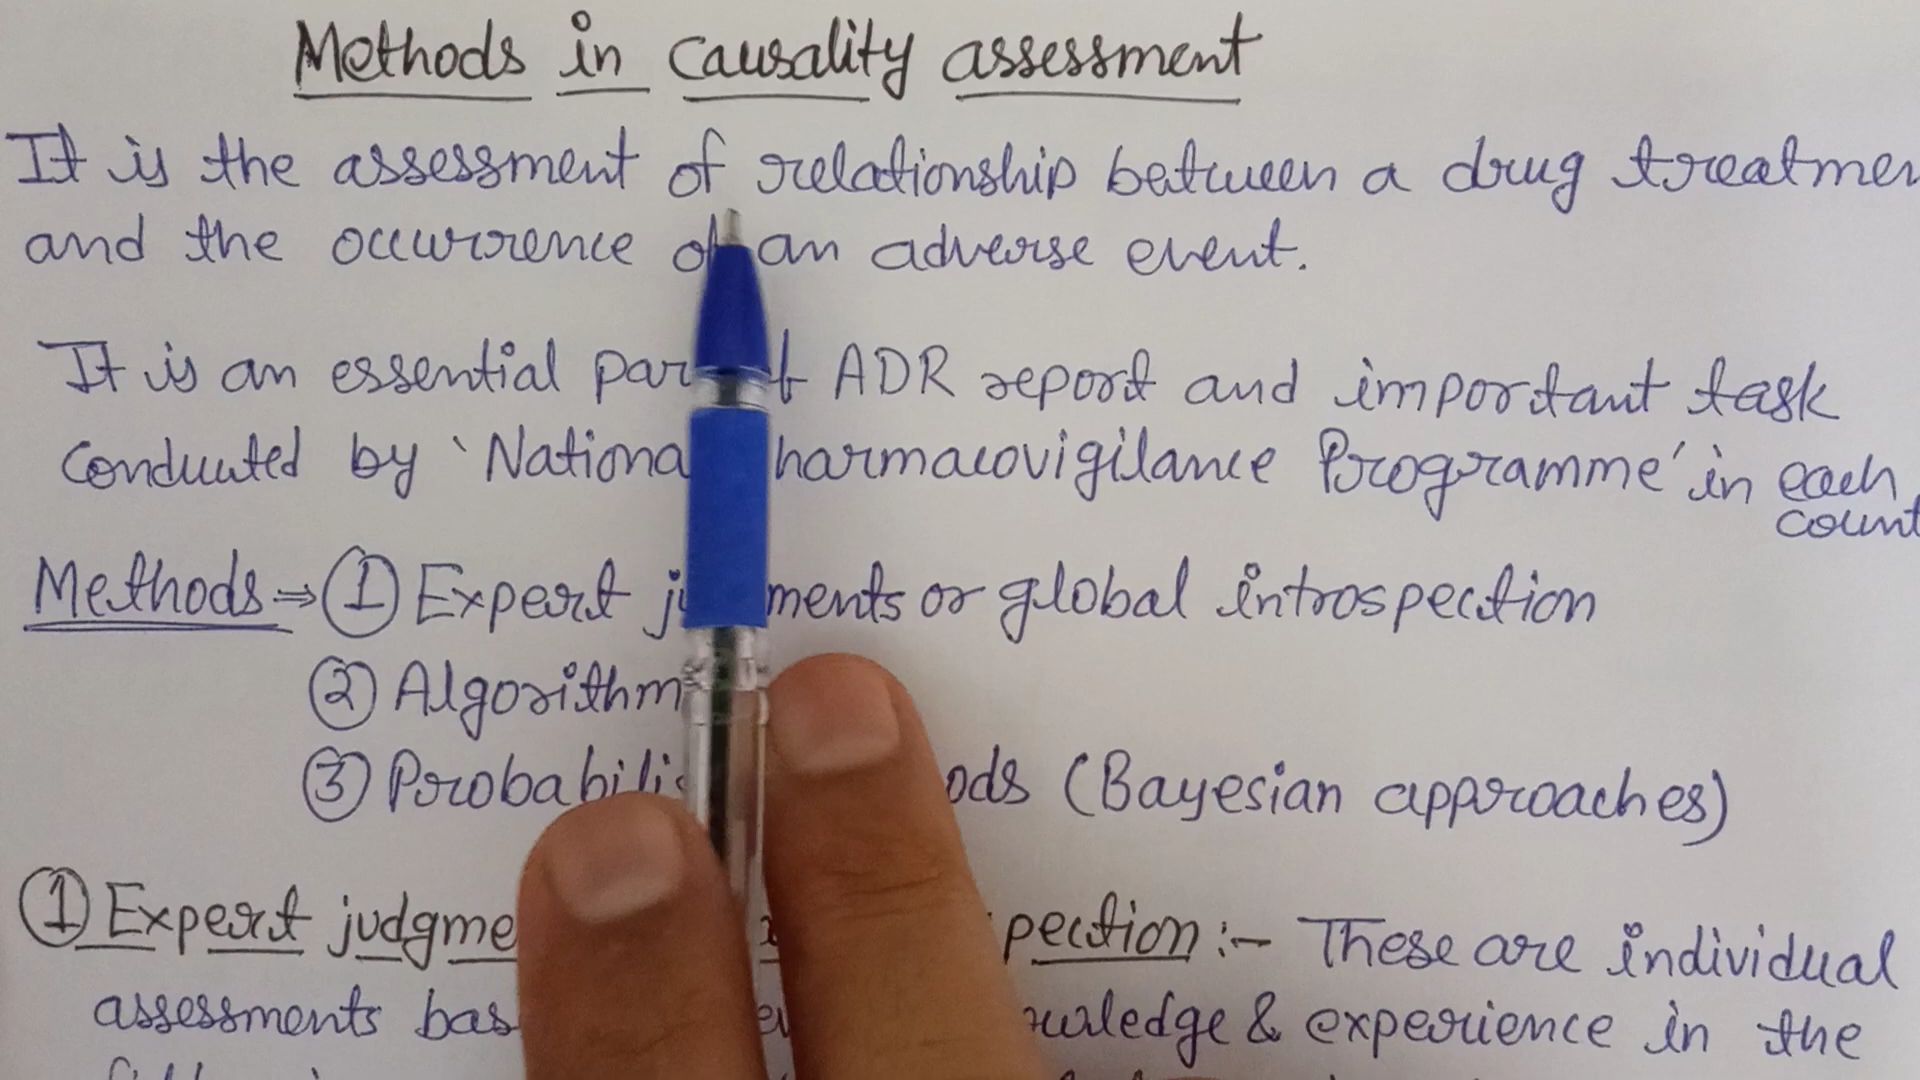 Methods in causality assessment
It is the assessment of relationship between a drug treatmen
and the occurrence of an adverse event.
It is an essential par ADR report and important task
conducted by 'Nationa harmacovigilance Programme' in each
count
Methods ⇒ ① Expert ments or global introspection
② Algorithm
③ Probabilis ods (Bayesian approaches)
① Expert judgme pection :- These are individual
assessments bas owledge & experience in the